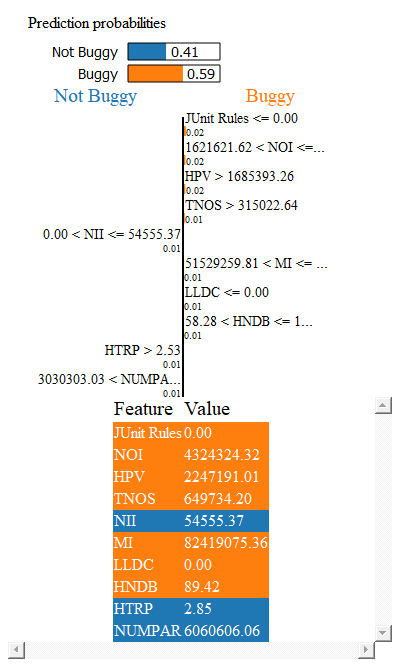 Prediction probabilities
Not Buggy 0.41
Buggy 0.59
Not Buggy Buggy
JUnit Rules <= 0.00
0.02
1621621.62 < NOI <=...
0.02
HPV > 1685393.26
0.02
TNOS > 315022.64
0.01
0.00 < NII <= 54555.37
0.01
51529259.81 < MI <= ...
0.01
LLDC <= 0.00
0.01
58.28 < HNDB <= 1...
0.01
HTRP > 2.53
0.01
3030303.03 < NUMPA...
0.01
Feature Value
JUnit Rules 0.00
NOI 4324324.32
HPV 2247191.01
TNOS 649734.20
NII 54555.37
MI 82419075.36
LLDC 0.00
HNDB 89.42
HTRP 2.85
NUMPAR 6060606.06